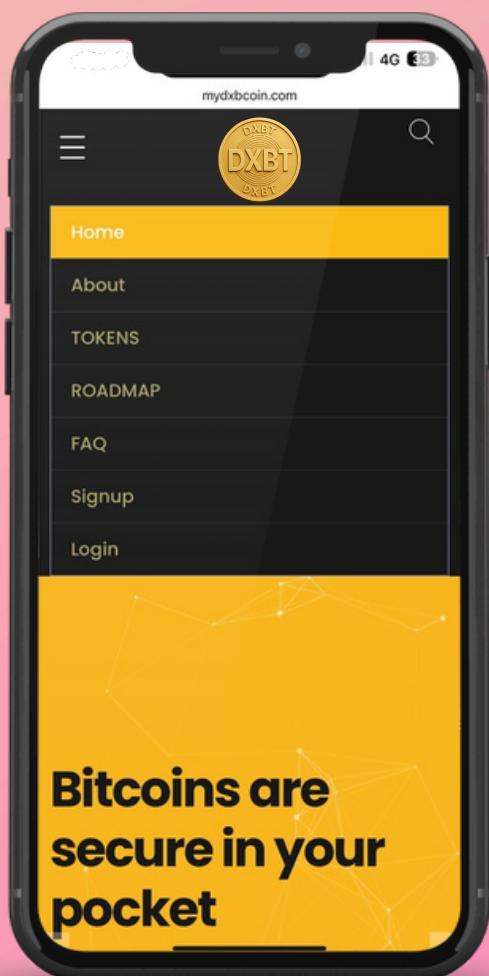 4G 33
mydxbcoin.com
DXBT
DXBT
DXBT
Home
About
TOKENS
ROADMAP
FAQ
Signup
Login
Bitcoins are
secure in your
pocket